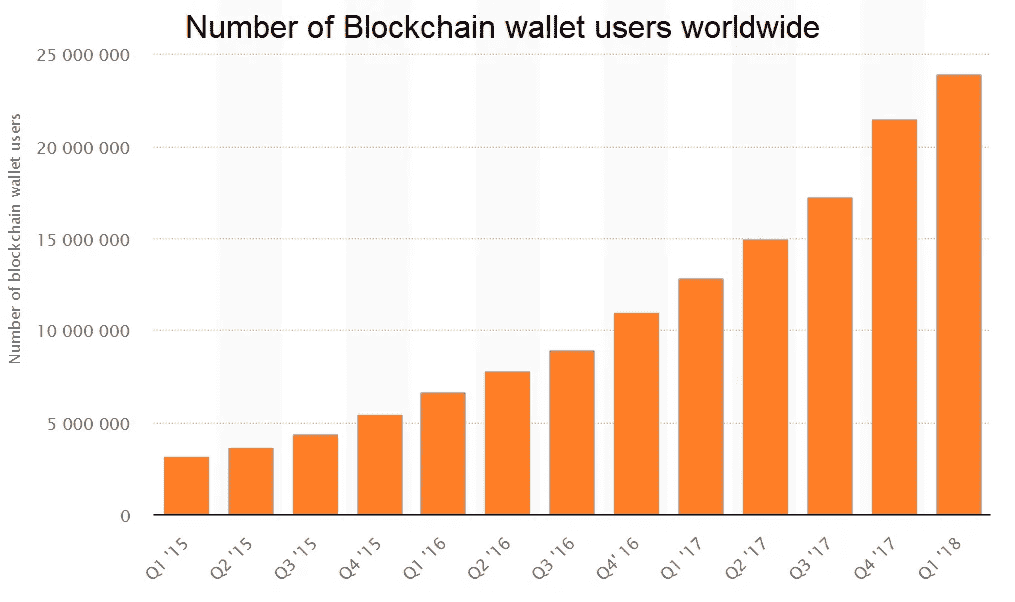 Number of Blockchain wallet users worldwide
Number of blockchain wallet users
25 000 000
20 000 000
15 000 000
10 000 000
5 000 000
0
Q1 '15
Q2 '15
Q3 '15
Q4 '15
Q1 '16
Q2 '16
Q3 '16
Q4 '16
Q1 '17
Q2 '17
Q3 '17
Q4 '17
Q1 '18